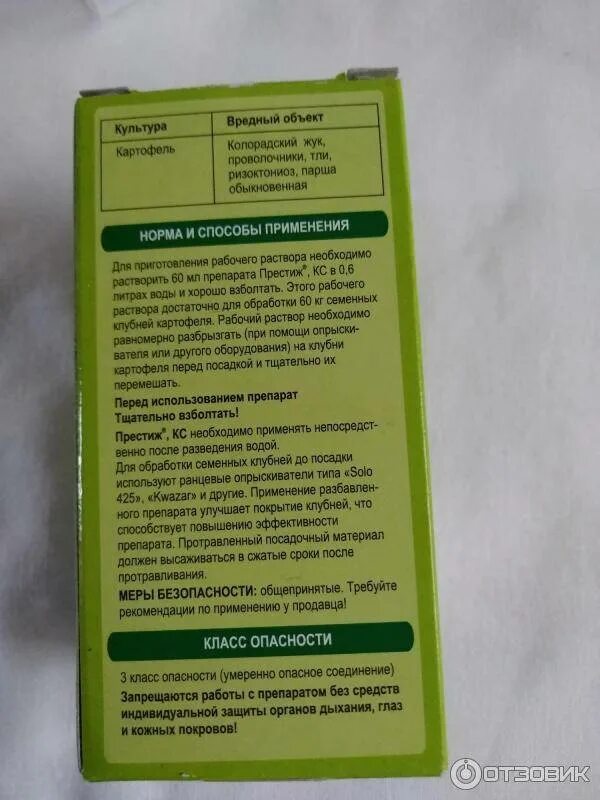 Культура Вредный объект
Картофель Колорадский жук,
проволочники, тли,
ризоктониоз, парша
обыкновенная
НОРМА И СПОСОБЫ ПРИМЕНЕНИЯ
Для приготовления рабочего раствора необходимо
растворить 60 мл препарата Престиж®, КС в 0,6
литрах воды и хорошо взболтать. Этого рабочего
раствора достаточно для обработки 60 кг семенных
клубней картофеля. Рабочий раствор необходимо
равномерно разбрызгать (при помощи опрыски-
вателя или другого оборудования) на клубни
картофеля перед посадкой и тщательно их
перемешать.
Перед использованием препарат
Тщательно взболтать!
Престиж®, КС необходимо применять непосредст-
венно после разведения водой.
Для обработки семенных клубней до посадки
используют ранцевые опрыскиватели типа «Solo
425», «Kwazar» и другие. Применение разбавлен-
ного препарата улучшает покрытие клубней, что
способствует повышению эффективности
препарата. Протравленный посадочный материал
должен высаживаться в сжатые сроки после
протравливания.
МЕРЫ БЕЗОПАСНОСТИ: общепринятые. Требуйте
рекомендации по применению у продавца!
КЛАСС ОПАСНОСТИ
3 класс опасности (умеренно опасное соединение)
Запрещаются работы с препаратом без средств
индивидуальной защиты органов дыхания, глаз
и кожных покровов!
ОТЗОВИК